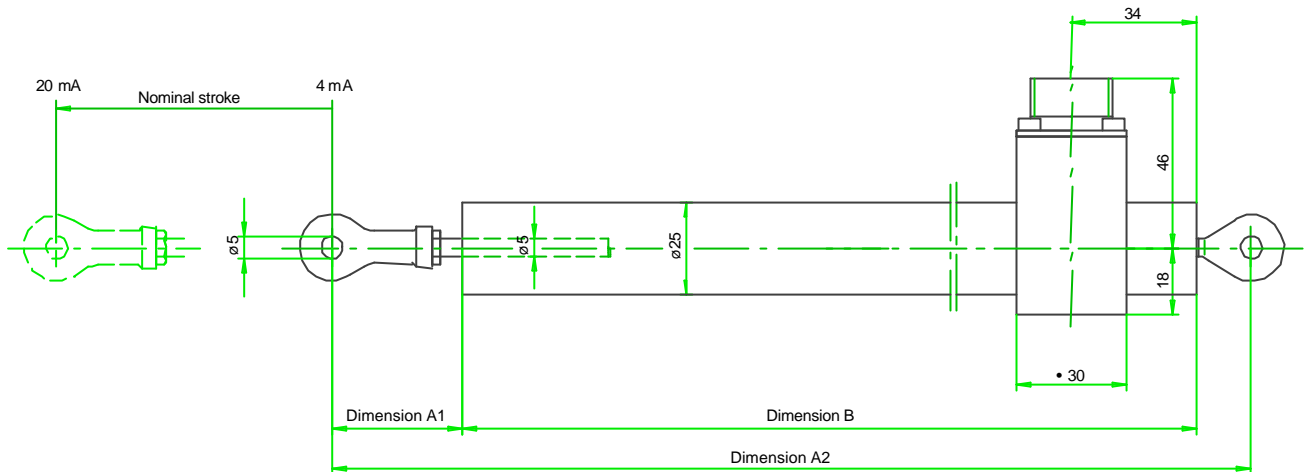 34
20 mA
4 mA
Nominal stroke
46
ø5
ø5
ø25
18
• 30
Dimension A1
Dimension B
Dimension A2